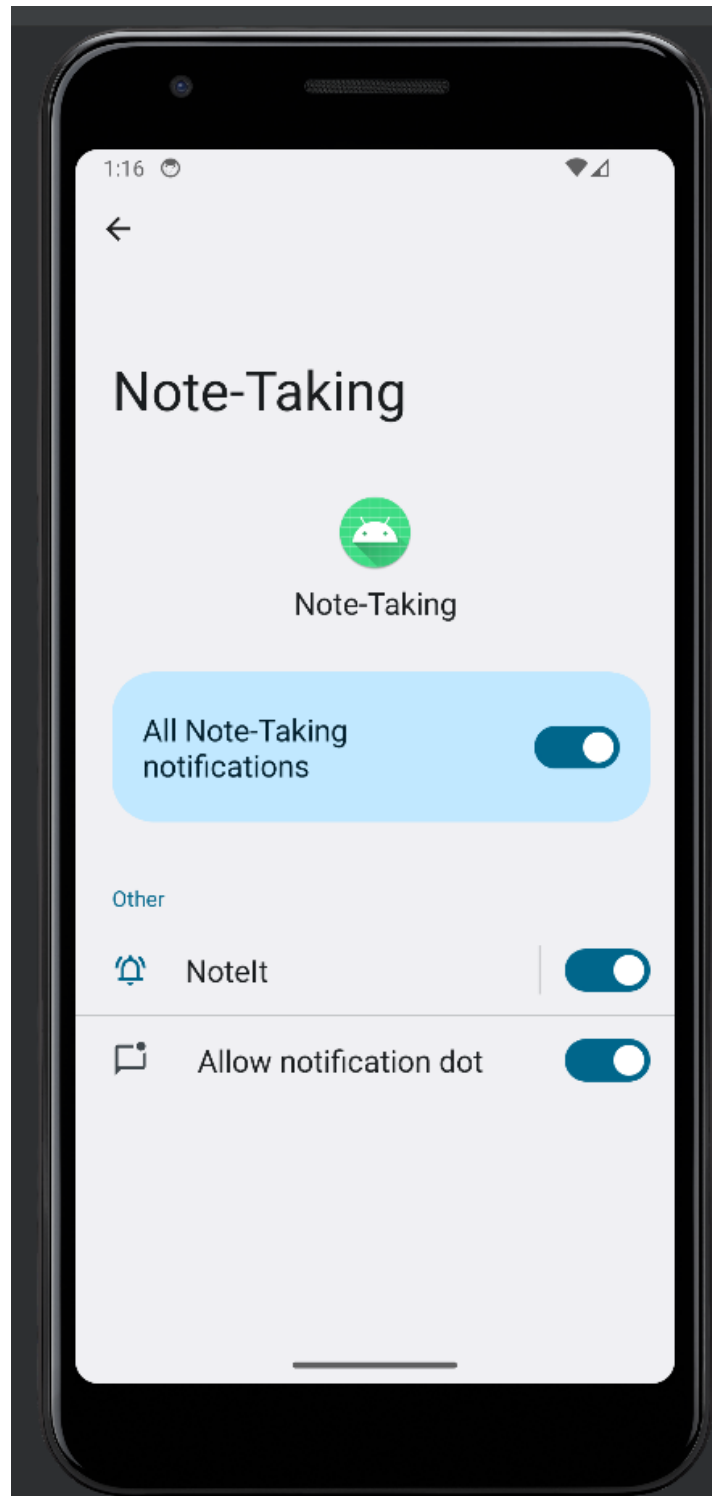 1:16
Note-Taking
Note-Taking
All Note-Taking
notifications
Other
NoteIt
Allow notification dot